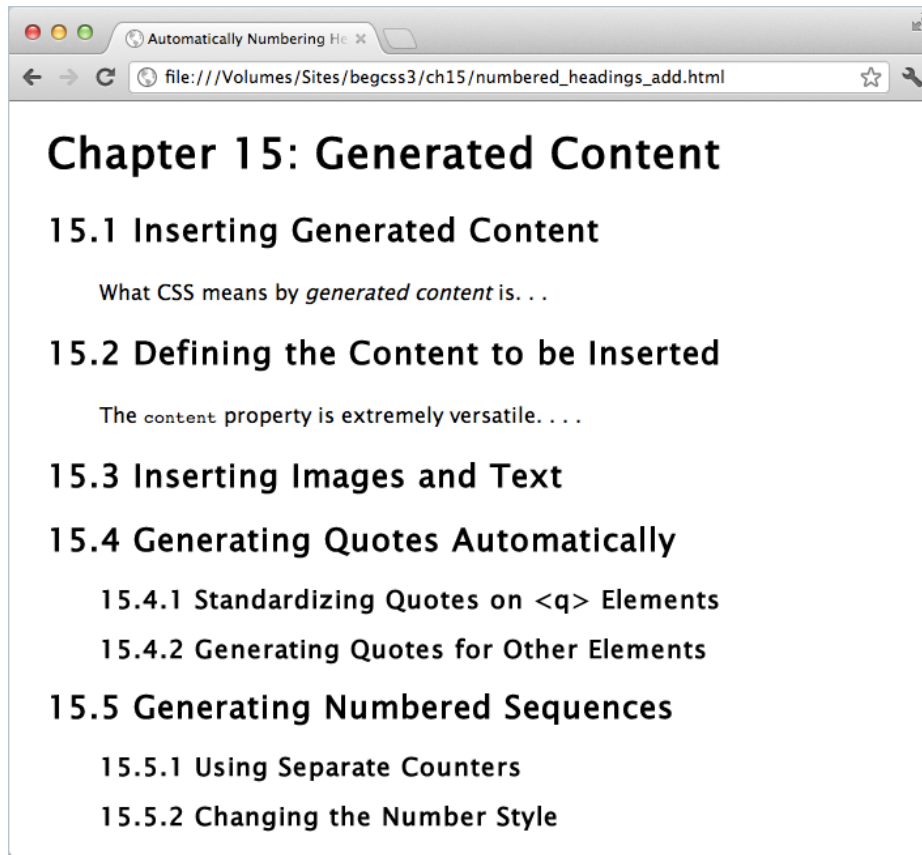 Automatically Numbering He
file:///Volumes/Sites/begcss3/ch15/numbered_headings_add.html
Chapter 15: Generated Content
15.1 Inserting Generated Content
What CSS means by generated content is. . .
15.2 Defining the Content to be Inserted
The content property is extremely versatile. . . .
15.3 Inserting Images and Text
15.4 Generating Quotes Automatically
15.4.1 Standardizing Quotes on <q> Elements
15.4.2 Generating Quotes for Other Elements
15.5 Generating Numbered Sequences
15.5.1 Using Separate Counters
15.5.2 Changing the Number Style